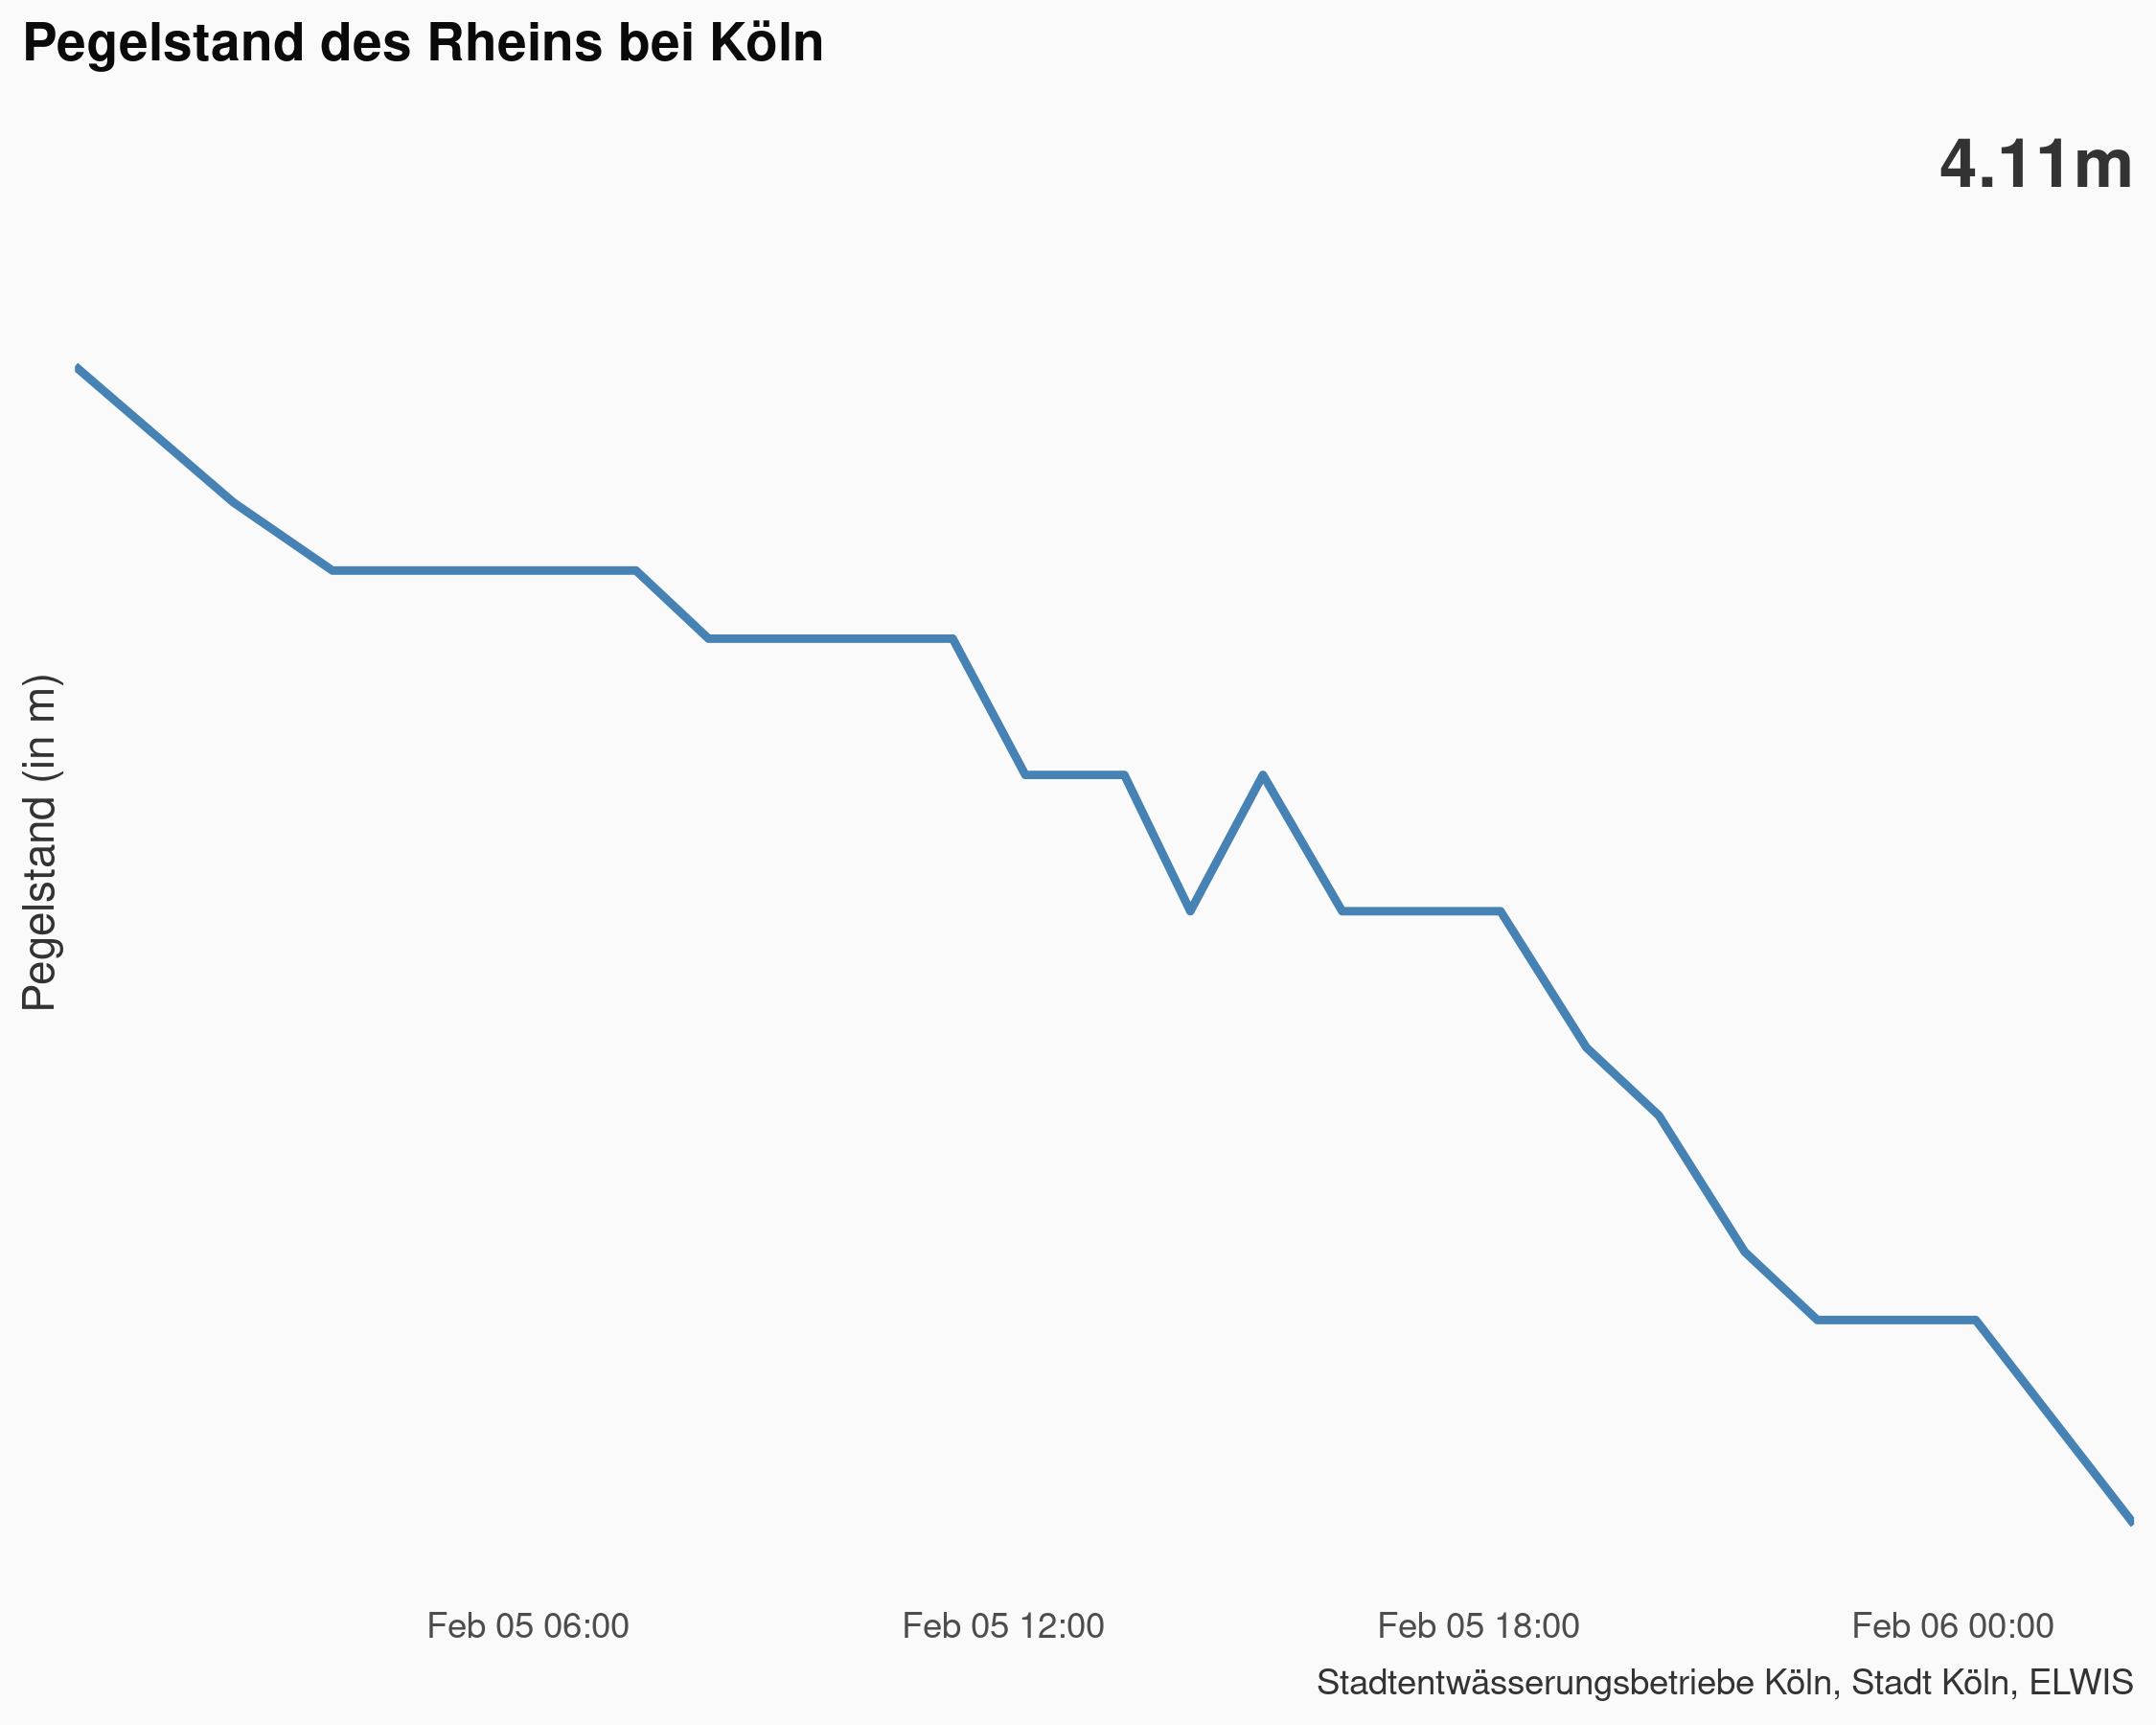 Pegelstand des Rheins bei Köln
4.11m
Pegelstand (in m)
Feb 05 06:00
Feb 05 12:00
Feb 05 18:00
Feb 06 00:00
Stadtentwässerungsbetriebe Köln, Stadt Köln, ELWIS